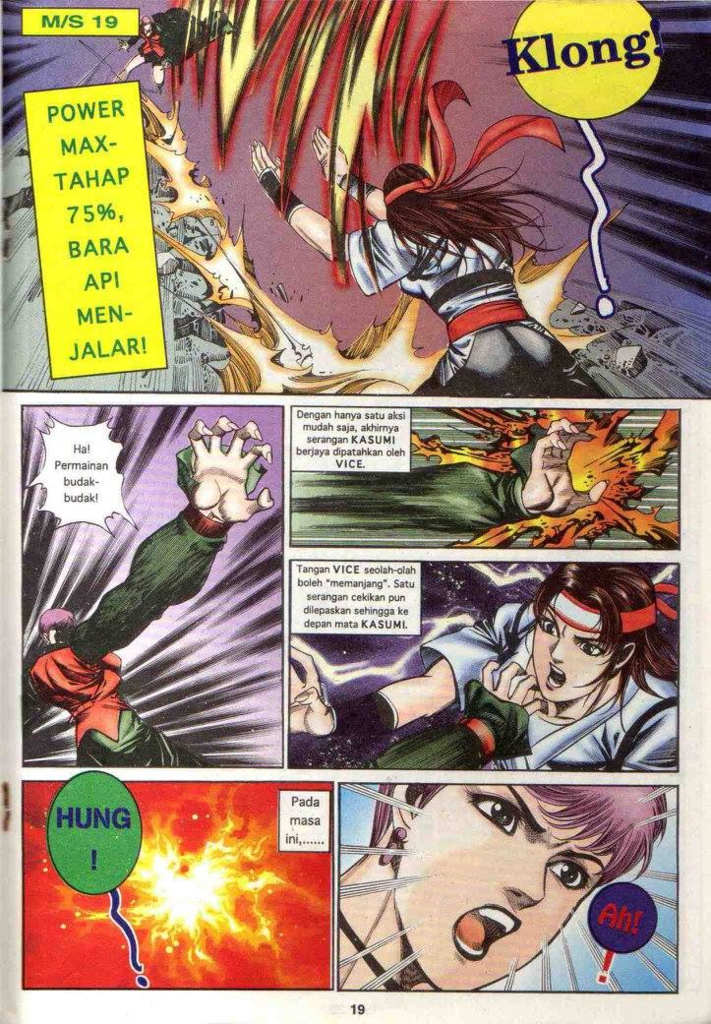 M/S 19
POWER
MAX-
TAHAP
75%,
BARA
API
MEN-
JALAR!
Klong!
Ha!
Permainan
budak-
budak!
Dengan hanya satu aksi
mudah saja, akhirnya
serangan KASUMI
berjaya dipatahkan oleh
VICE.
Tangan VICE seolah-olah
boleh "memanjang". Satu
serangan cekikan pun
dilepaskan sehingga ke
depan mata KASUMI.
HUNG
!
Pada
masa
ini,......
Ah!
19